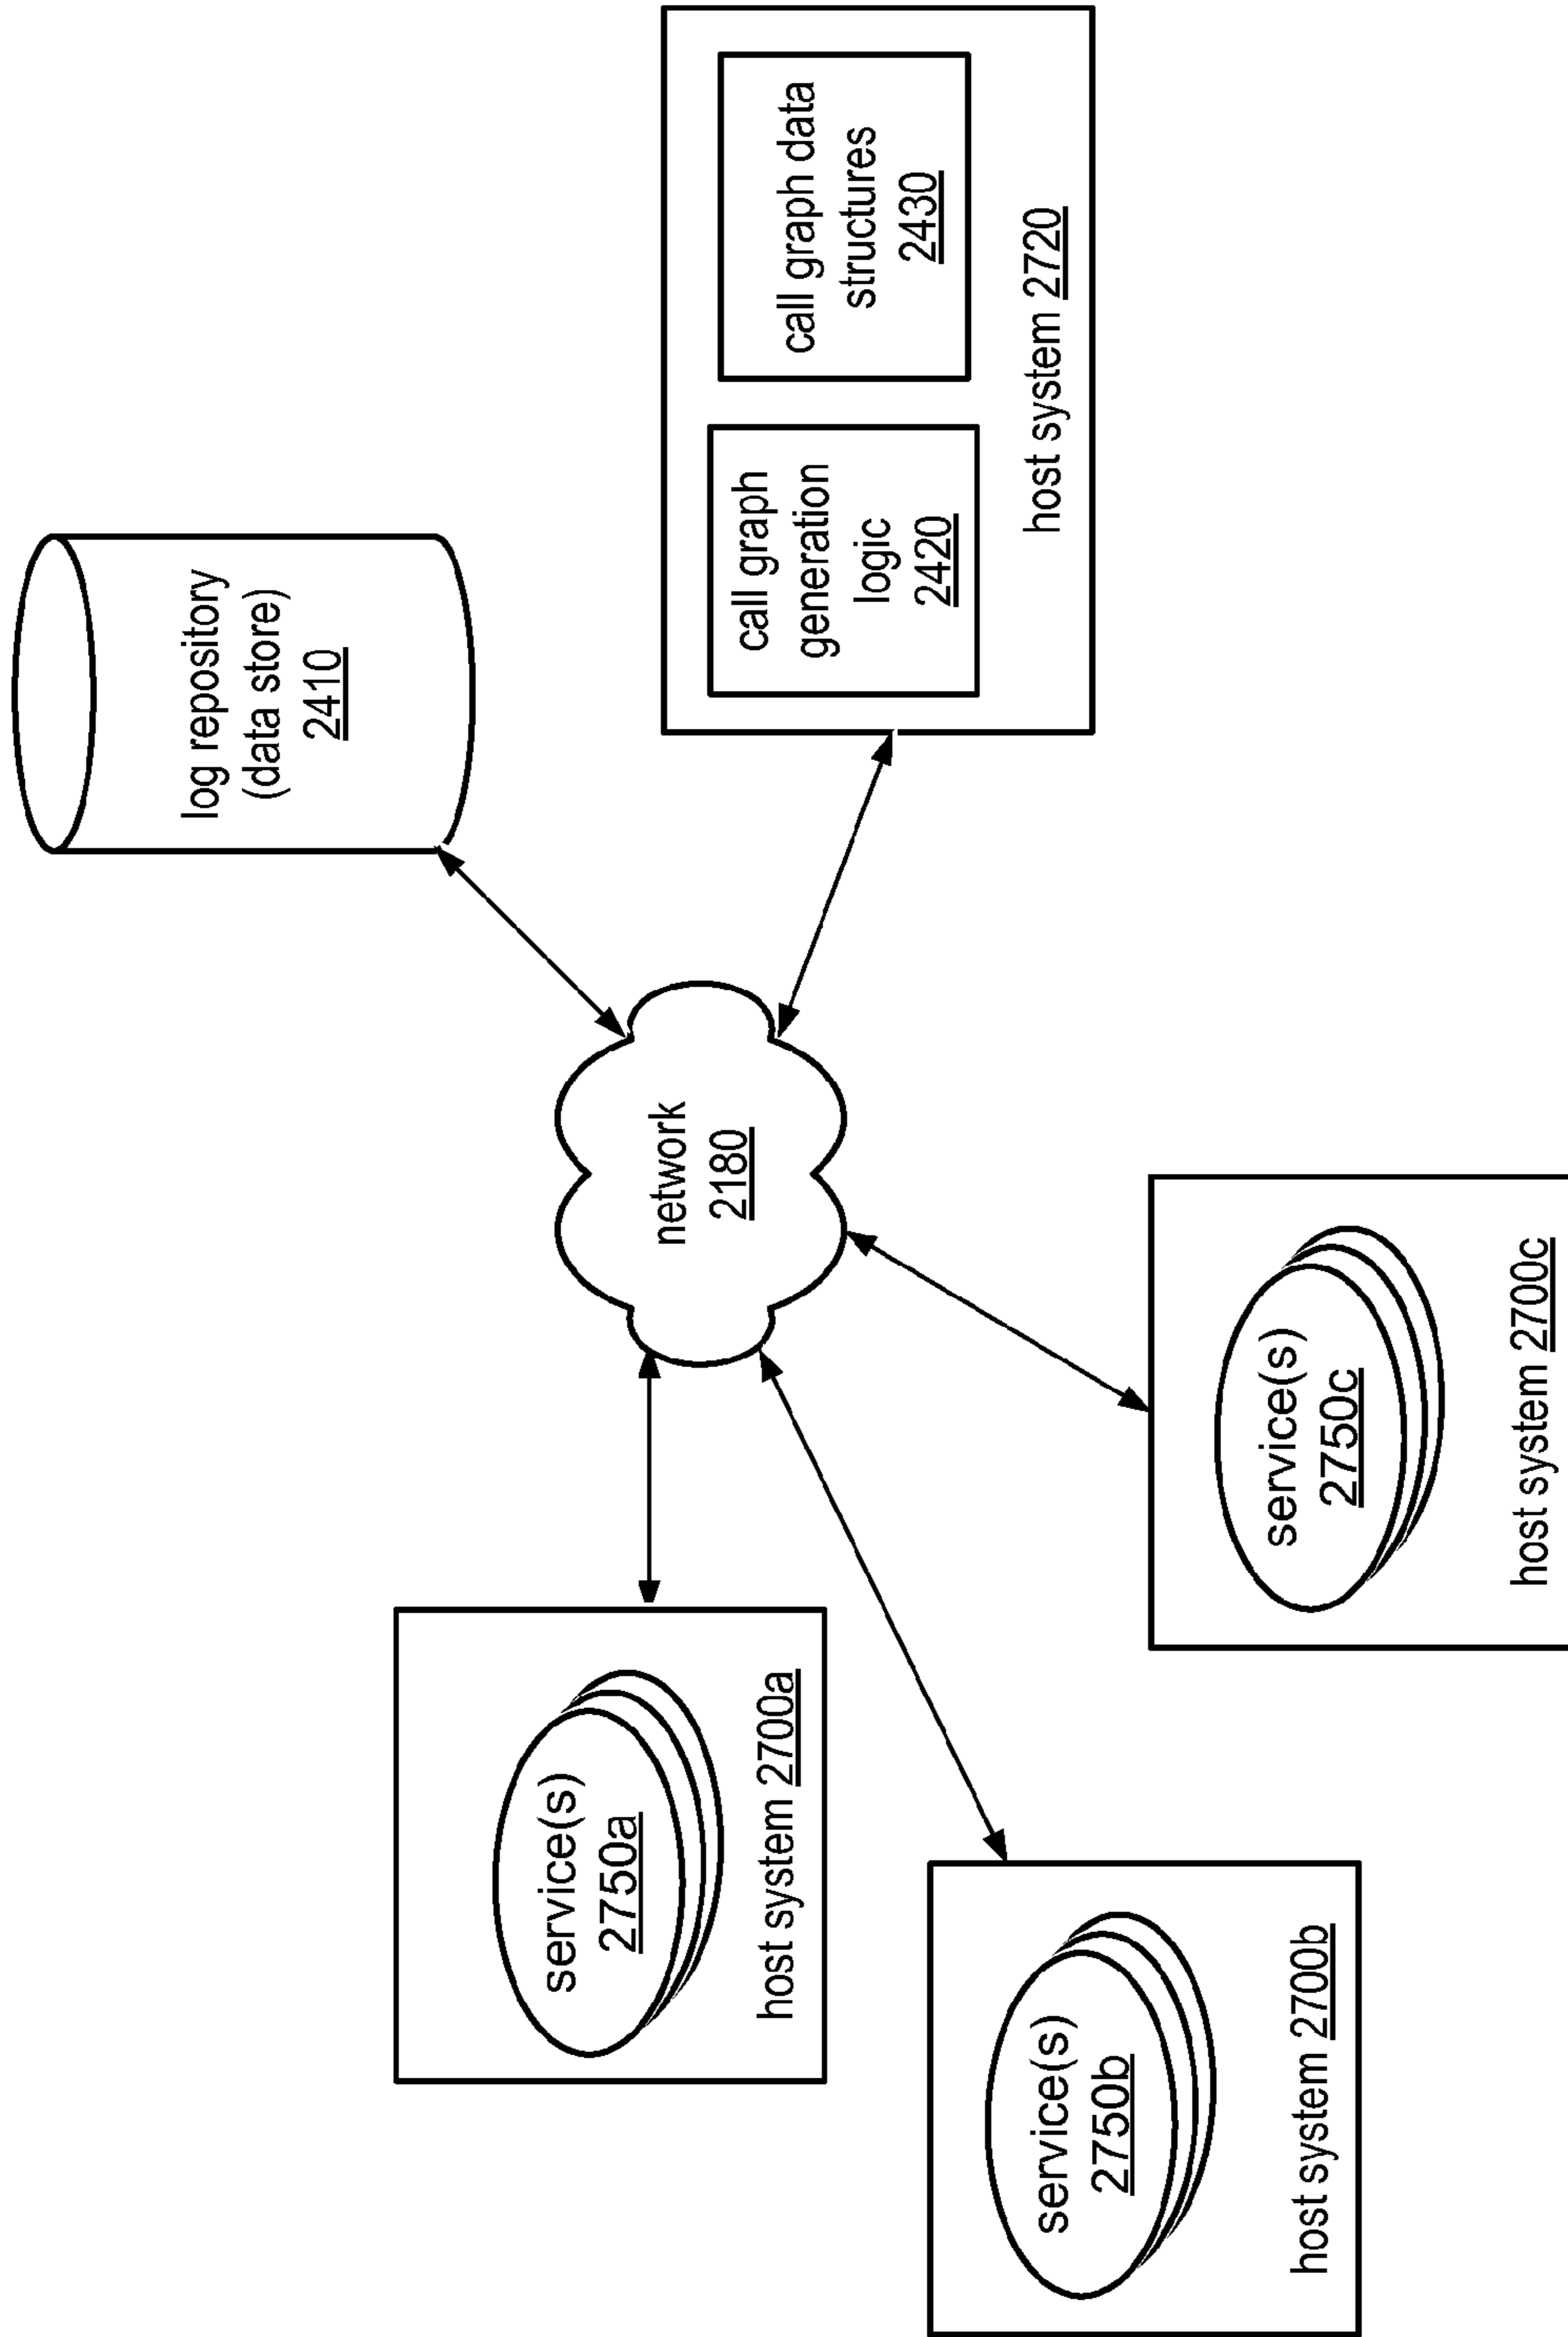 log repository
(data store)
2410
call graph
generation
logic
2420
call graph data
structures
2430
host system 2720
network
2180
service(s)
2750a
host system 2700a
service(s)
2750b
host system 2700b
service(s)
2750c
host system 2700c